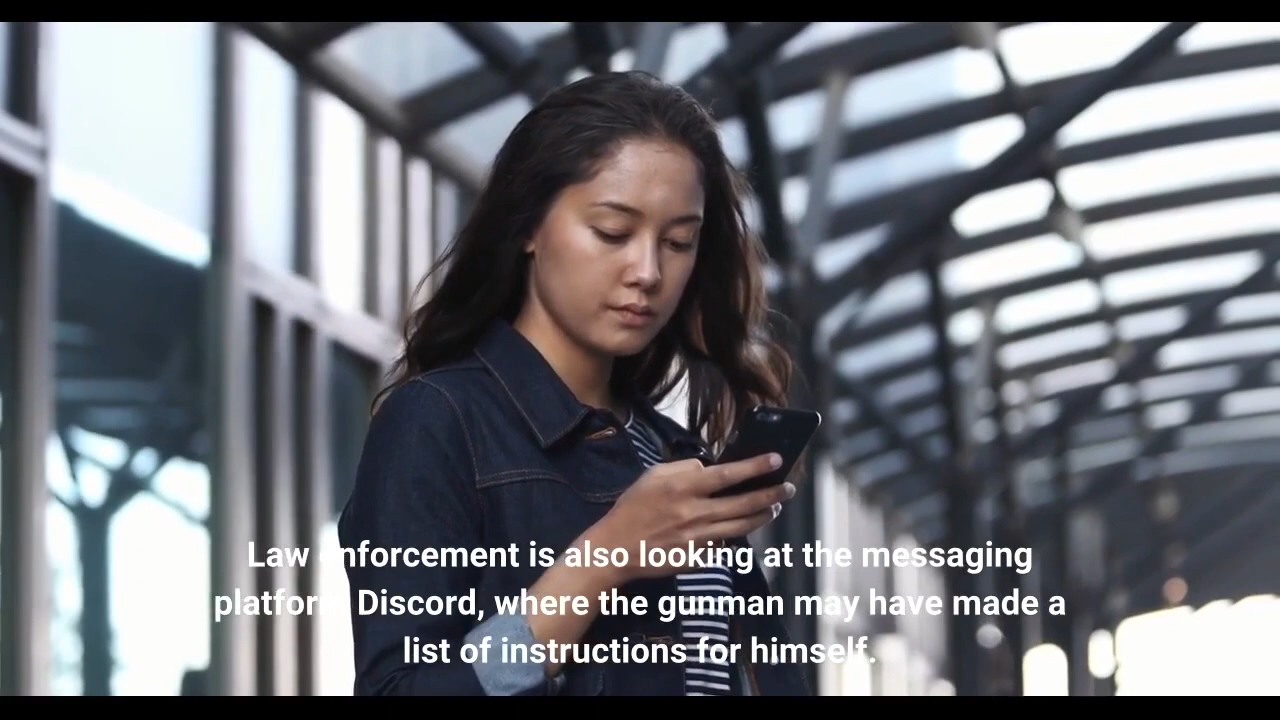 Law enforcement is also looking at the messaging
platform Discord, where the gunman may have made a
list of instructions for himself.